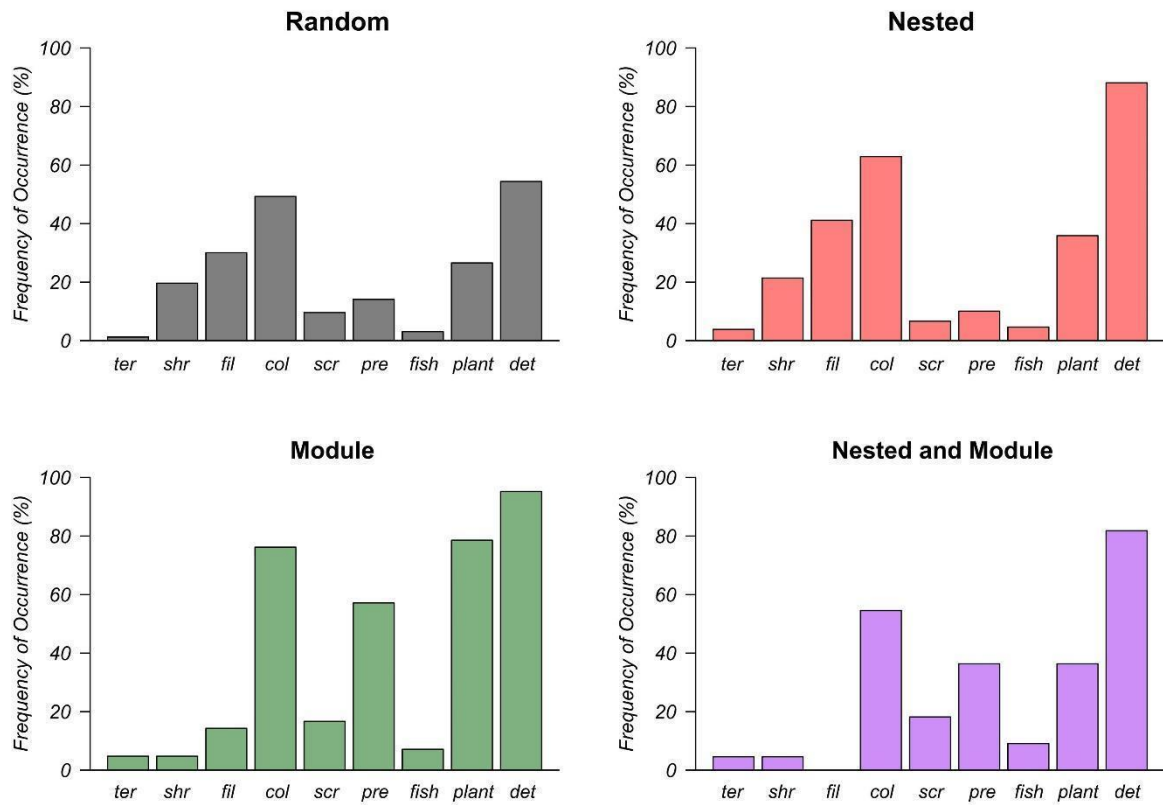 Random
Frequency of Occurrence (%)
100
80
60
40
20
0
ter shr fil col scr pre fish plant det
Nested
Frequency of Occurrence (%)
100
80
60
40
20
0
ter shr fil col scr pre fish plant det
Module
Frequency of Occurrence (%)
100
80
60
40
20
0
ter shr fil col scr pre fish plant det
Nested and Module
Frequency of Occurrence (%)
100
80
60
40
20
0
ter shr fil col scr pre fish plant det